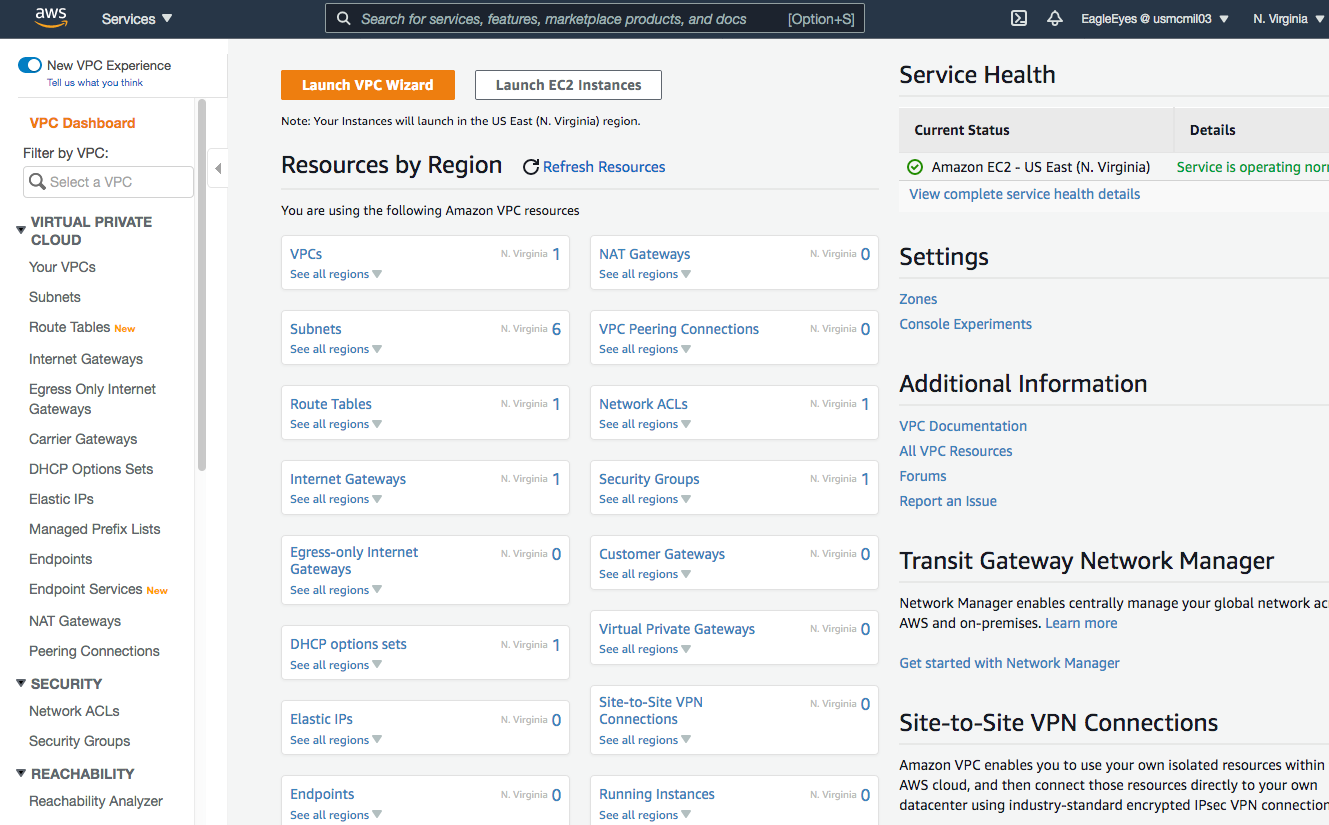 aws
Services
Search for services, features, marketplace products, and docs [Option+S]
EagleEyes @ usmcmil03
N. Virginia
New VPC Experience
Tell us what you think
VPC Dashboard
Filter by VPC:
Select a VPC
VIRTUAL PRIVATE
CLOUD
Your VPCs
Subnets
Route Tables New
Internet Gateways
Egress Only Internet
Gateways
Carrier Gateways
DHCP Options Sets
Elastic IPs
Managed Prefix Lists
Endpoints
Endpoint Services New
NAT Gateways
Peering Connections
SECURITY
Network ACLs
Security Groups
REACHABILITY
Reachability Analyzer
Launch VPC Wizard
Launch EC2 Instances
Note: Your Instances will launch in the US East (N. Virginia) region.
Resources by Region
Refresh Resources
You are using the following Amazon VPC resources
VPCs N. Virginia 1
See all regions
Subnets N. Virginia 6
See all regions
Route Tables N. Virginia 1
See all regions
Internet Gateways N. Virginia 1
See all regions
Egress-only Internet N. Virginia 0
Gateways
See all regions
DHCP options sets N. Virginia 1
See all regions
Elastic IPs N. Virginia 0
See all regions
Endpoints N. Virginia 0
See all regions
NAT Gateways N. Virginia 0
See all regions
VPC Peering Connections N. Virginia 0
See all regions
Network ACLs N. Virginia 1
See all regions
Security Groups N. Virginia 1
See all regions
Customer Gateways N. Virginia 0
See all regions
Virtual Private Gateways N. Virginia 0
See all regions
Site-to-Site VPN N. Virginia 0
Connections
See all regions
Running Instances N. Virginia 0
See all regions
Service Health
Current Status Details
Amazon EC2 - US East (N. Virginia) Service is operating nor
View complete service health details
Settings
Zones
Console Experiments
Additional Information
VPC Documentation
All VPC Resources
Forums
Report an Issue
Transit Gateway Network Manager
Network Manager enables centrally manage your global network ac
AWS and on-premises. Learn more
Get started with Network Manager
Site-to-Site VPN Connections
Amazon VPC enables you to use your own isolated resources within
AWS cloud, and then connect those resources directly to your own
datacenter using industry-standard encrypted IPsec VPN connection